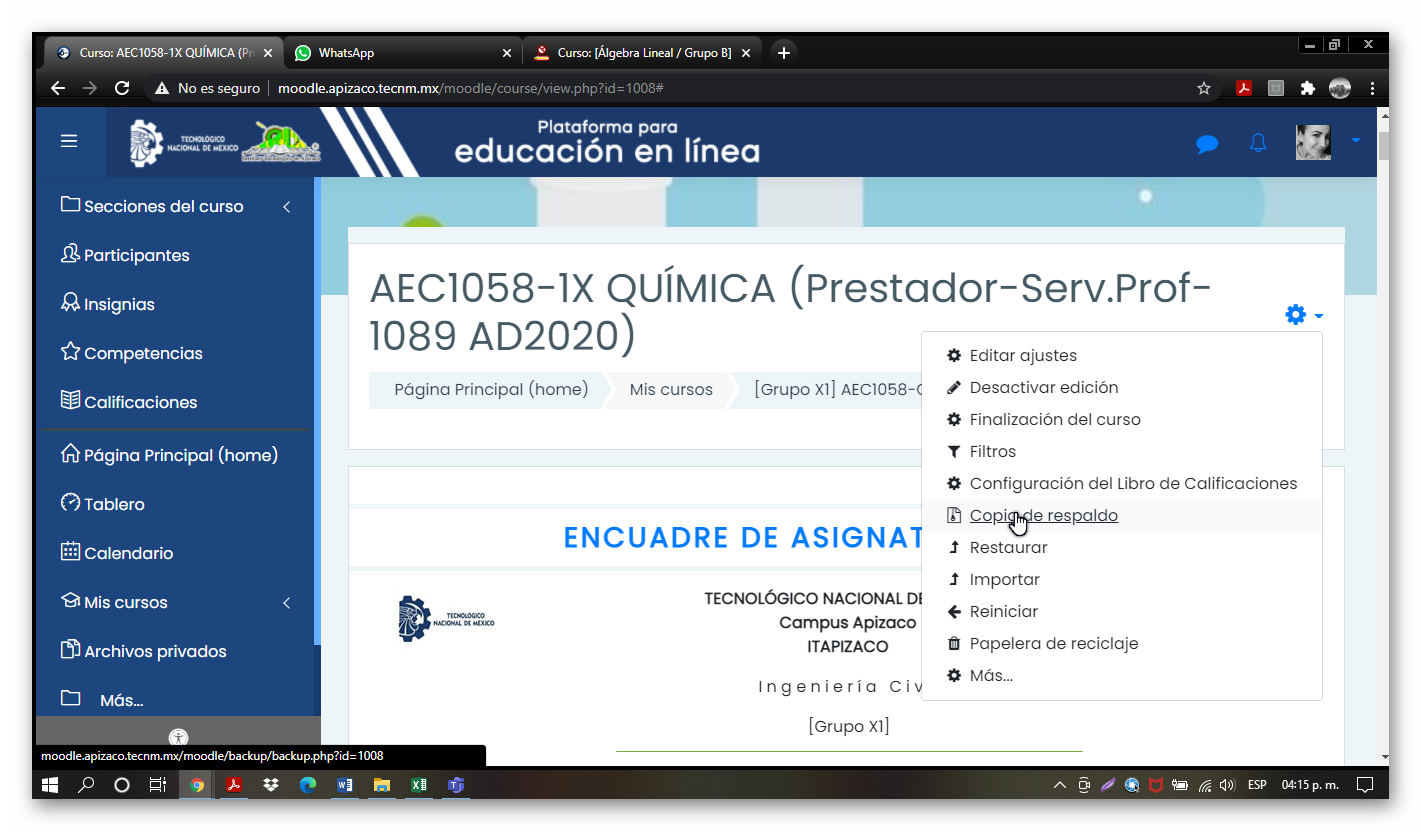 Curso: AEC1058-1X QUÍMICA (Pr
WhatsApp
Curso: [Álgebra Lineal / Grupo B]
No es seguro
moodle.apizaco.tecnm.mx/moodle/course/view.php?id=1008#
TECNOLÓGICO
NACIONAL DE MÉXICO
Plataforma para
educación en línea
Secciones del curso
Participantes
Insignias
Competencias
Calificaciones
Página Principal (home)
Tablero
Calendario
Mis cursos
Archivos privados
Más...
AEC1058-1X QUÍMICA (Prestador-Serv.Prof-
1089 AD2020)
Página Principal (home)
Mis cursos
[Grupo X1] AEC1058-
Editar ajustes
Desactivar edición
Finalización del curso
Filtros
Configuración del Libro de Calificaciones
Copia de respaldo
Restaurar
Importar
Reiniciar
Papelera de reciclaje
Más...
ENCUADRE DE ASIGNAT
TECNOLÓGICO
NACIONAL DE MÉXICO
TECNOLÓGICO NACIONAL DE
Campus Apizaco
ITAPIZACO
Ingeniería Civ
[Grupo X1]
moodle.apizaco.tecnm.mx/moodle/backup/backup.php?id=1008
ESP
04:15 p. m.